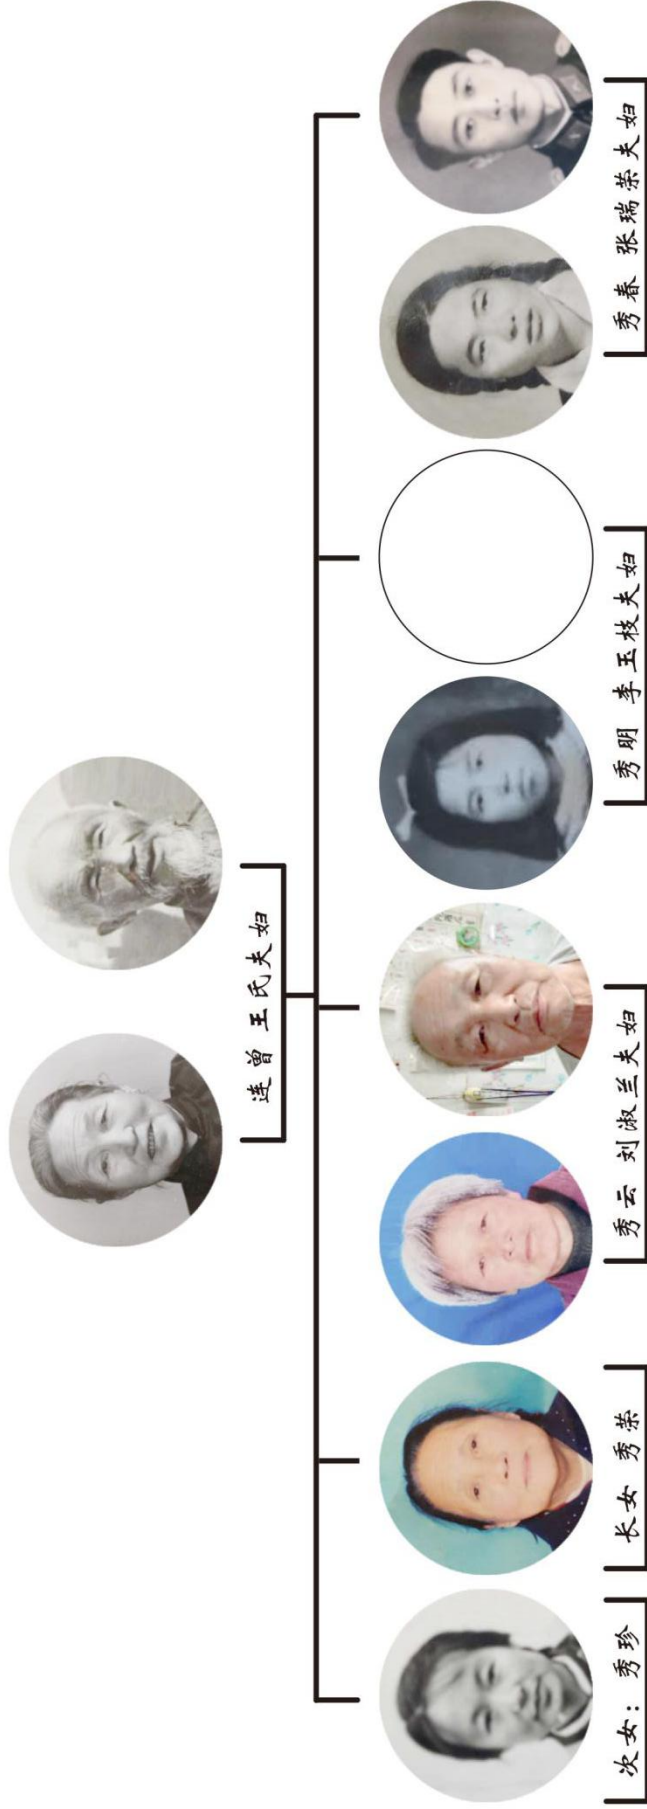 连曾 王氏夫妇
次女：秀珍
长女 秀荣
秀云 刘淑兰夫妇
秀明 李玉枝夫妇
秀春 张瑞荣夫妇